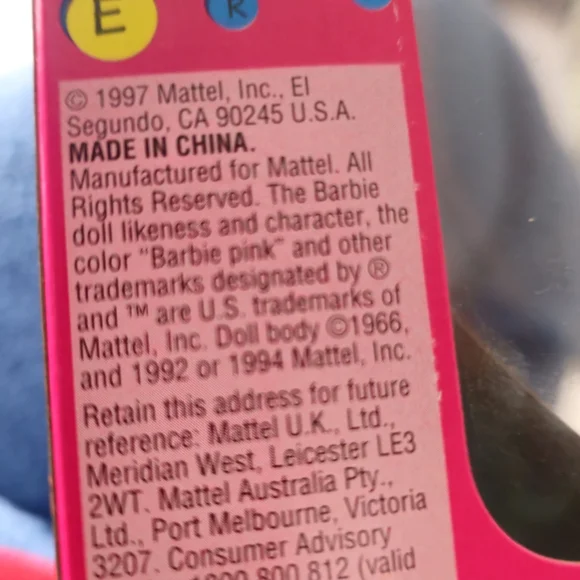 E R
© 1997 Mattel, Inc., El
Segundo, CA 90245 U.S.A.
MADE IN CHINA.
Manufactured for Mattel. All
Rights Reserved. The Barbie
doll likeness and character, the
color "Barbie pink" and other
trademarks designated by ®
and ™ are U.S. trademarks of
Mattel, Inc. Doll body ©1966,
and 1992 or 1994 Mattel, Inc.
Retain this address for future
reference: Mattel U.K., Ltd.,
Meridian West, Leicester LE3
2WT. Mattel Australia Pty.,
Ltd., Port Melbourne, Victoria
3207. Consumer Advisory
800 812 (valid